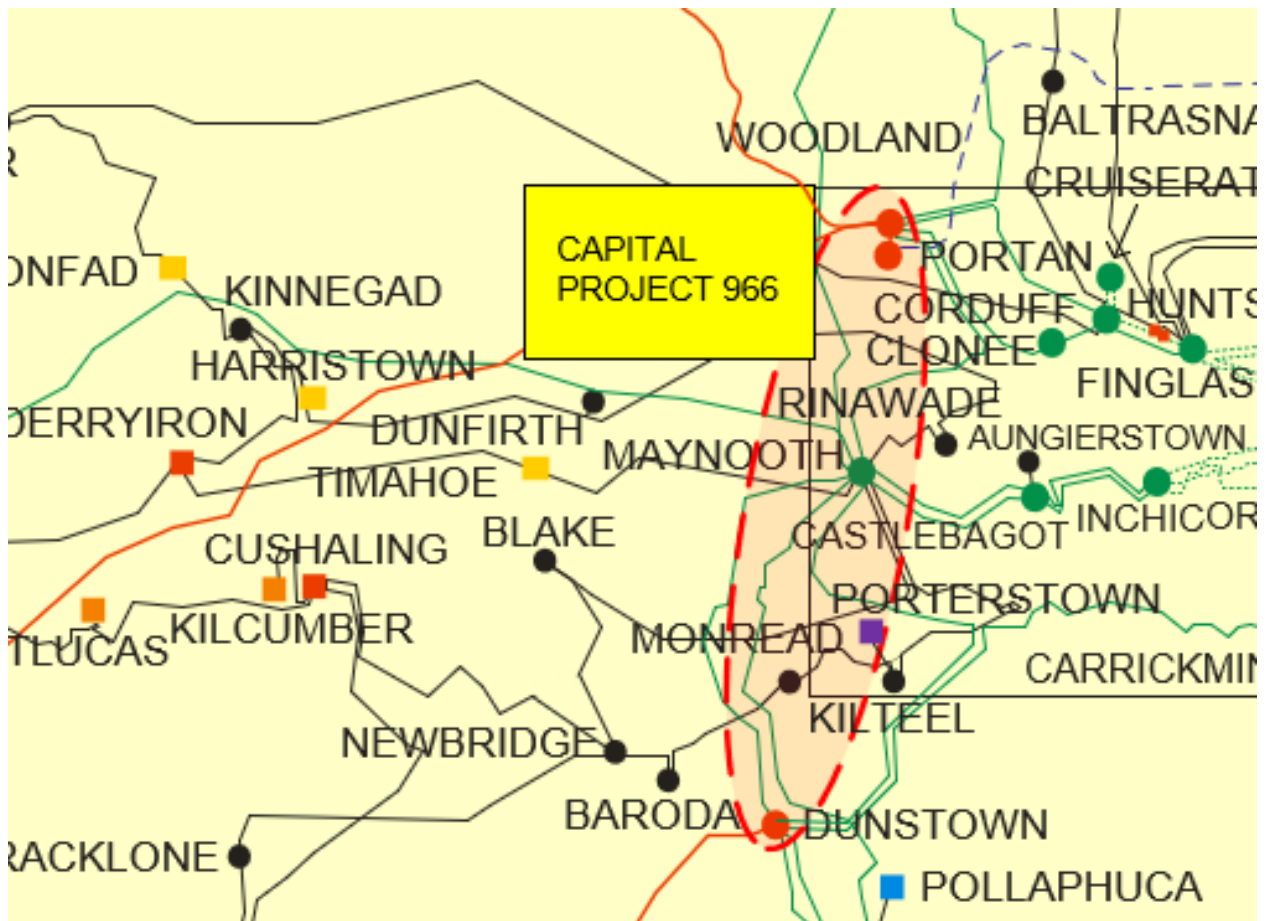 WOODLAND
BALTRASNA
CRUISERAT
R
CAPITAL
PROJECT 966
ONFAD
PORTAN
KINNEGAD
CORDUFF
HUNTS
CLONEE
HARRISTOWN
FINGLAS
RINAWADE
DERRYIRON
DUNFIRTH
AUNGIERSTOWN
MAYNOOTH
TIMAHOE
INCHICOR
BLAKE
CASTLEBAGOT
CUSHALING
PORTERSTOWN
KILCUMBER
MONREAD
TLUCAS
CARRICKMIN
KILTEEL
NEWBRIDGE
BARODA
DUNSTOWN
RACKLONE
POLLAPHUCA